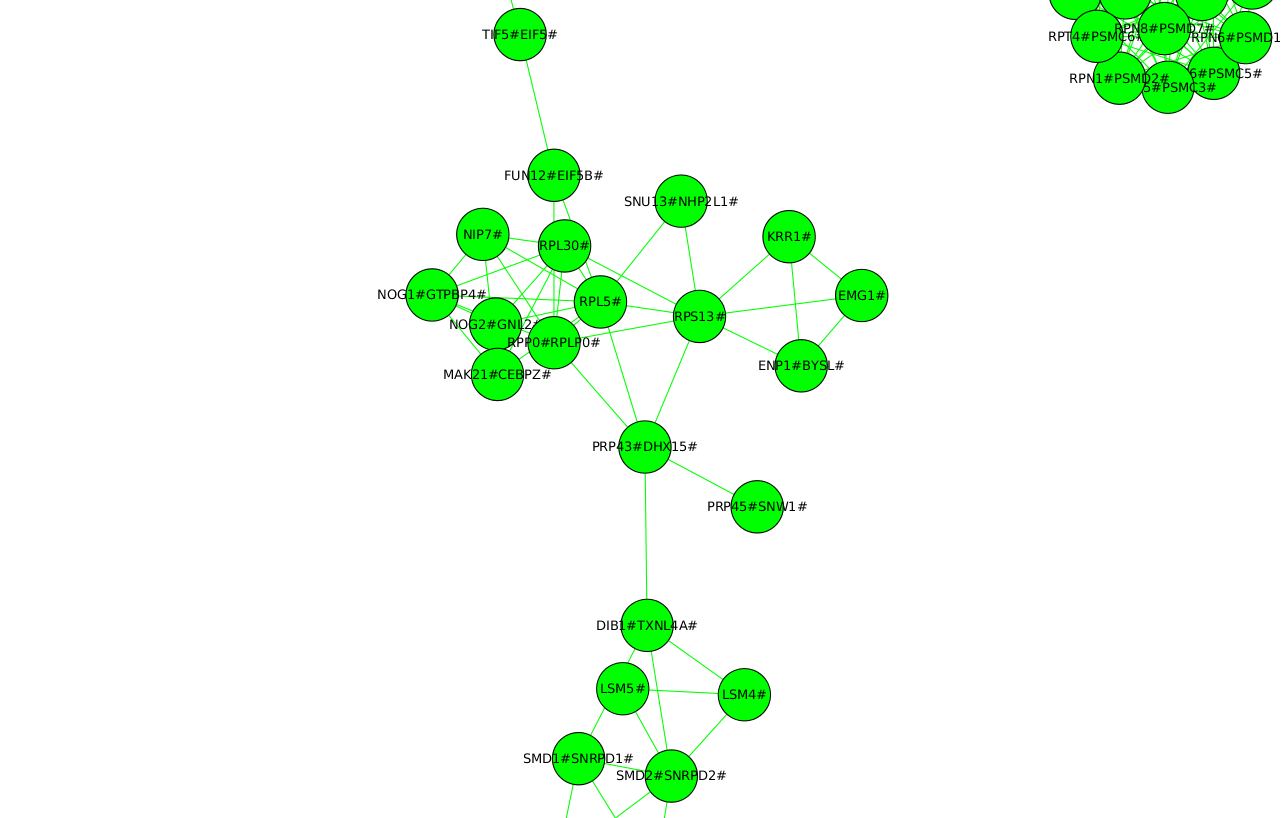 TIF5#EIF5#
RPN8#PSMD7#
RPT4#PSMC6#
RPN6#PSMD1
6#PSMC5#
RPN1#PSMD2#
5#PSMC3#
FUN12#EIF5B#
SNU13#NHP2L1#
NIP7#
KRR1#
RPL30#
NOG1#GTPBP4#
EMG1#
RPL5#
RPS13#
NOG2#GNL2#
RPP0#RPLP0#
ENP1#BYSL#
MAK21#CEBPZ#
PRP43#DHX15#
PRP45#SNW1#
DIB1#TXNL4A#
LSM5#
LSM4#
SMD1#SNRPD1#
SMD2#SNRPD2#